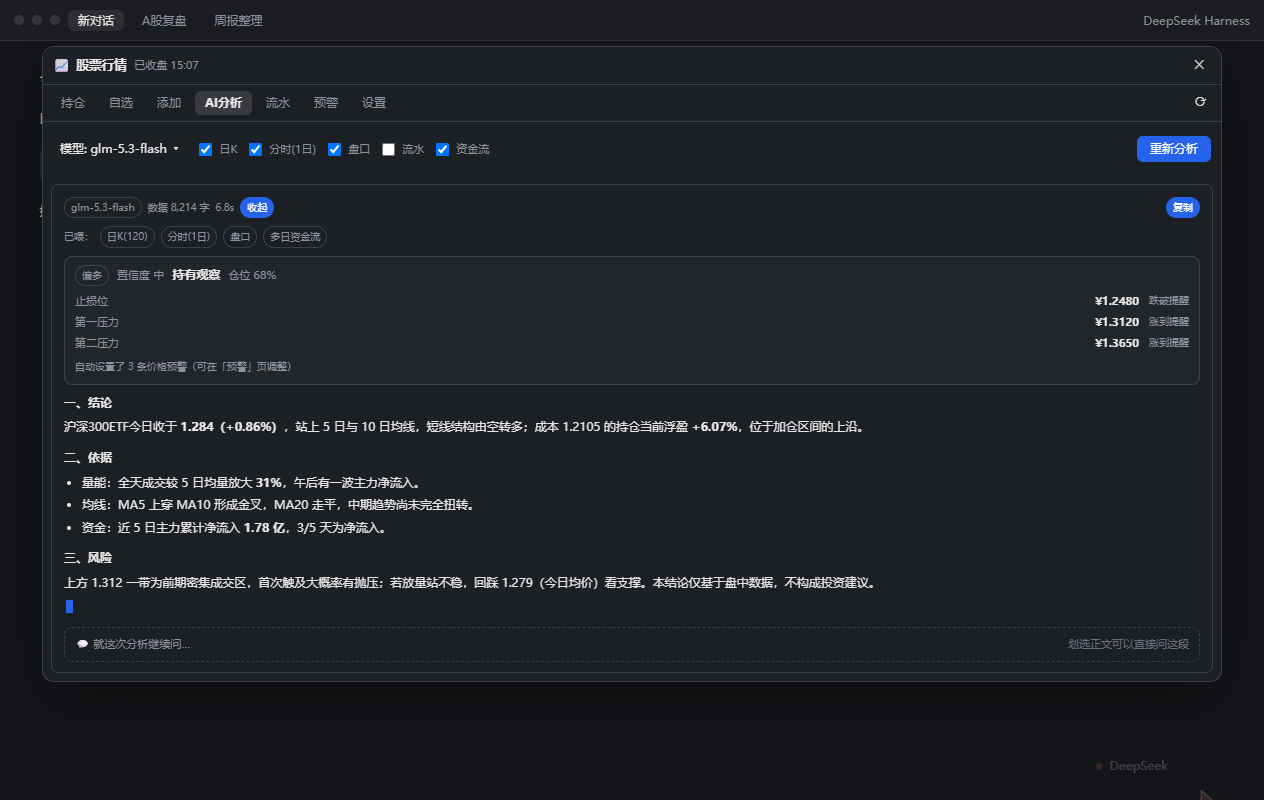 新对话 A股复盘 周报整理 DeepSeek Harness
股票行情 已收盘 15:07
持仓 自选 添加 AI分析 流水 预警 设置
模型: glm-5.3-flash 日K 分时(1日) 盘口 流水 资金流 重新分析
glm-5.3-flash 数据 8,214 字 6.8s 收起 复制
已喂: 日K(120) 分时(1日) 盘口 多日资金流
偏多 置信度 中 持有观察 仓位 68%
止损位 ¥1.2480 跌破提醒
第一压力 ¥1.3120 涨到提醒
第二压力 ¥1.3650 涨到提醒
自动设置了 3 条价格预警（可在「预警」页调整）
一、结论
沪深300ETF今日收于 1.284（+0.86%），站上 5 日与 10 日均线，短线结构由空转多；成本 1.2105 的持仓当前浮盈 +6.07%，位于加仓区间的上沿。
二、依据
• 量能：全天成交较 5 日均量放大 31%，午后有一波主力净流入。
• 均线：MA5 上穿 MA10 形成金叉，MA20 走平，中期趋势尚未完全扭转。
• 资金：近 5 日主力累计净流入 1.78 亿，3/5 天为净流入。
三、风险
上方 1.312 一带为前期密集成交区，首次触及大概率有抛压；若放量站不稳，回踩 1.279（今日均价）看支撑。本结论仅基于盘中数据，不构成投资建议。
就这次分析继续问... 划选正文可以直接问这段
DeepSeek